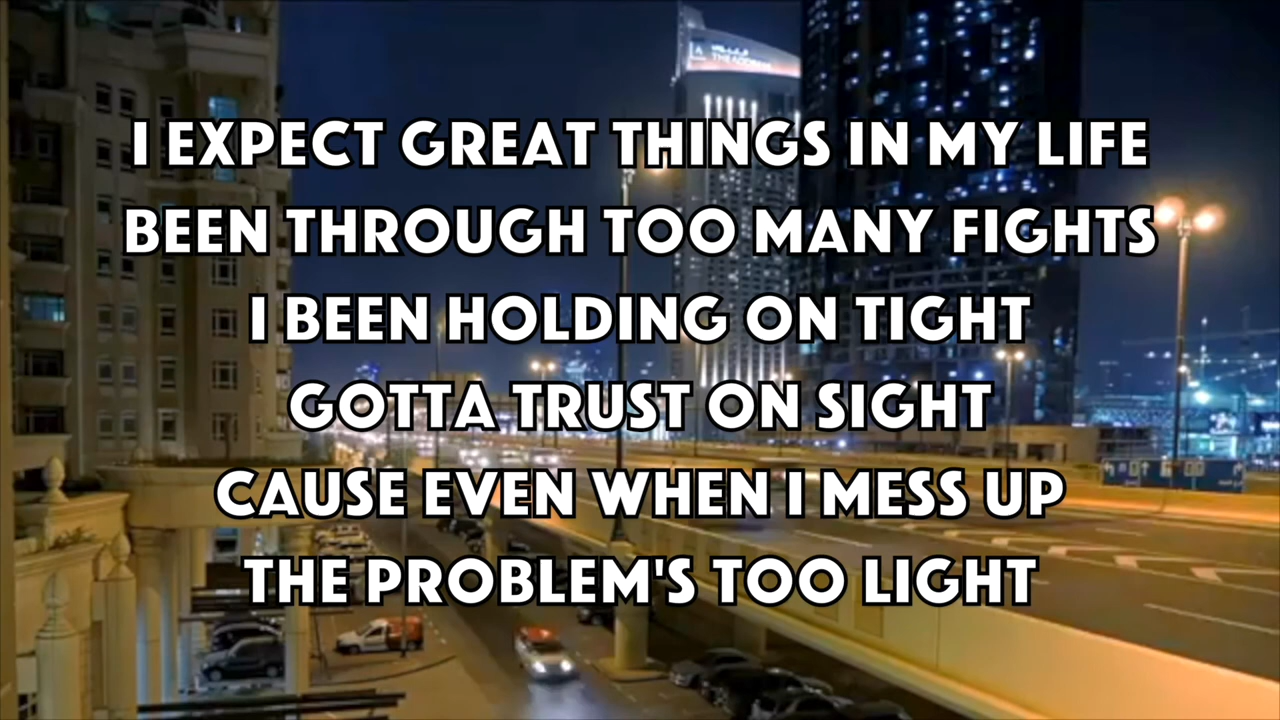 I EXPECT GREAT THINGS IN MY LIFE
BEEN THROUGH TOO MANY FIGHTS
I BEEN HOLDING ON TIGHT
GOTTA TRUST ON SIGHT
CAUSE EVEN WHEN I MESS UP
THE PROBLEM'S TOO LIGHT